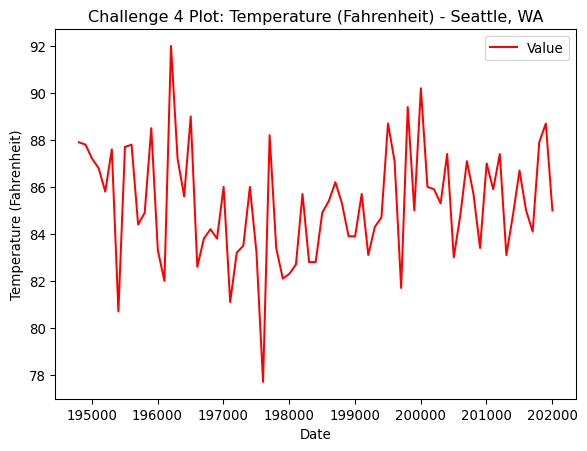 Challenge 4 Plot: Temperature (Fahrenheit) - Seattle, WA
Value
Temperature (Fahrenheit)
92
90
88
86
84
82
80
78
195000 196000 197000 198000 199000 200000 201000 202000
Date